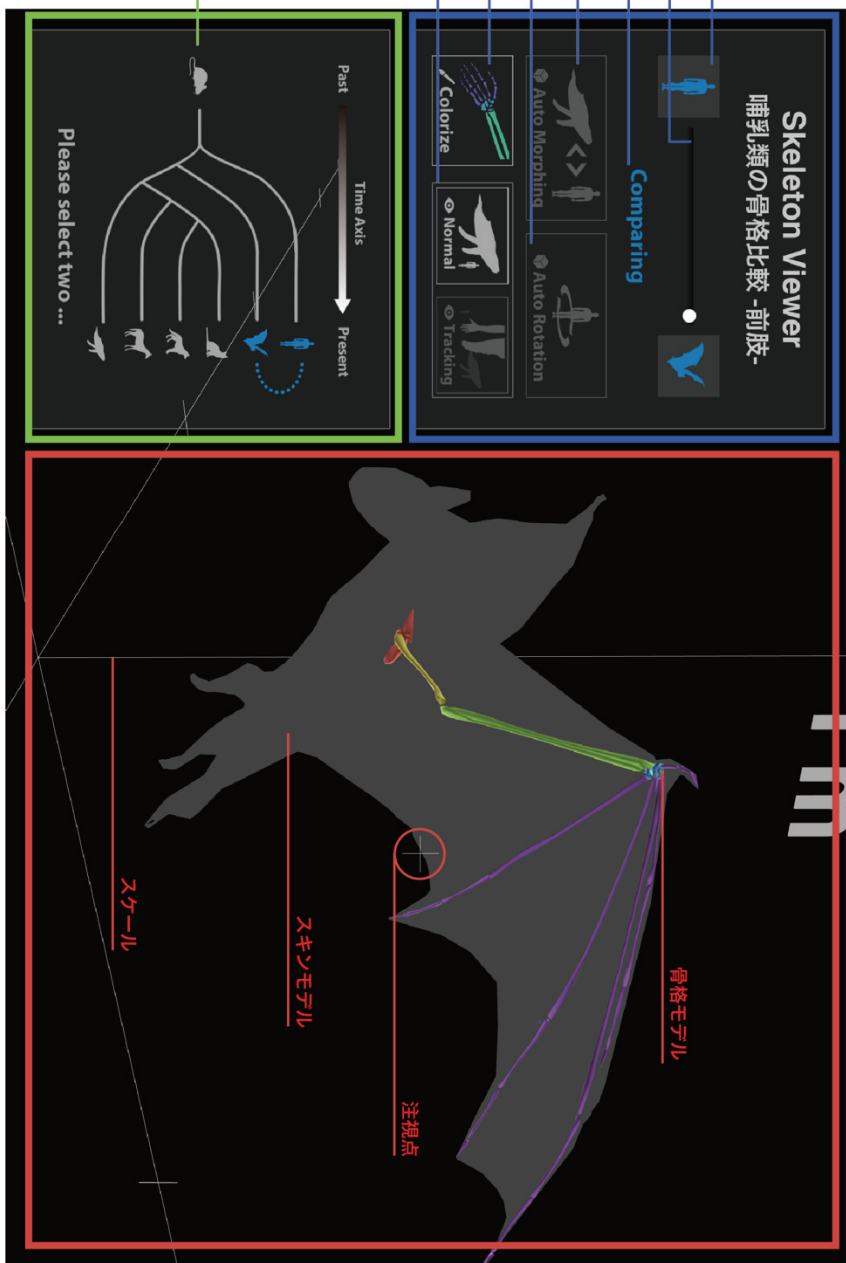 Skeleton Viewer
哺乳類の骨格比較 -前肢-
Comparing
Auto Morphing
Auto Rotation
Colorize
Normal
Tracking
Past
Time Axis
Present
Please select two ...
1m
骨格モデル
注視点
スキンモデル
スケール